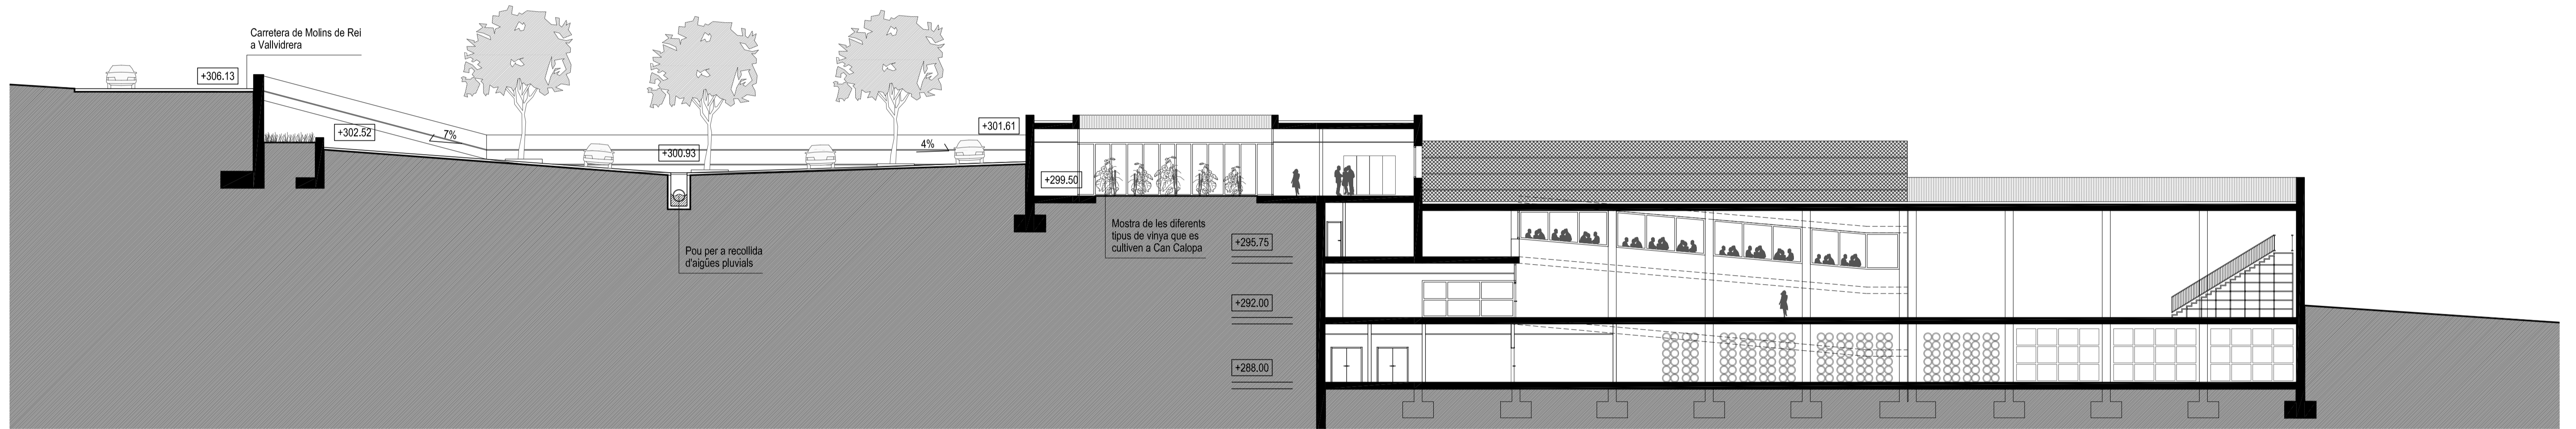 Carretera de Molins de Rei
a Vallvidrera
+306.13
+302.52
7%
+300.93
4%
+301.61
+299.50
Pou per a recollida
d'aigües pluvials
Mostra de les diferents
tipus de vinya que es
cultiven a Can Calopa
+295.75
+292.00
+288.00